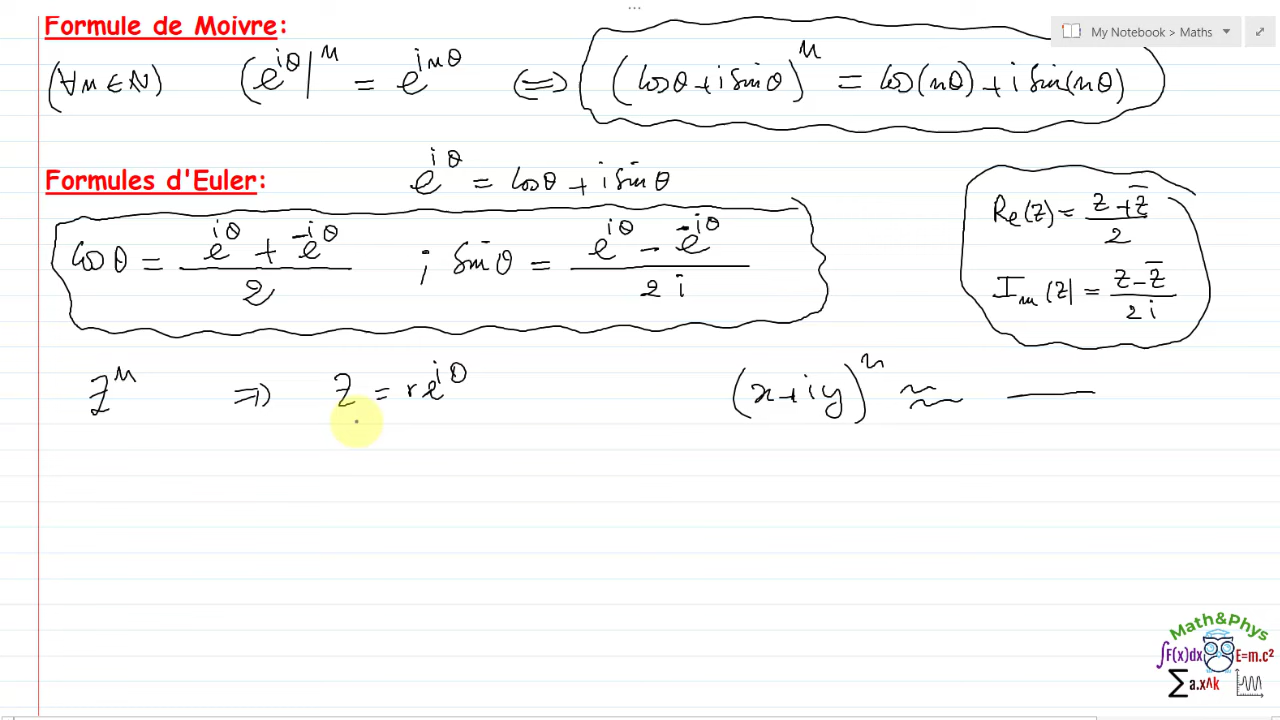 ...
Formule de Moivre:
My Notebook > Maths
(∀n ∈ N) (e^{iθ})^n = e^{inθ} ⟺ (cosθ + i sinθ)^n = cos(nθ) + i sin(nθ)
Formules d'Euler: e^{iθ} = cosθ + i sinθ
cosθ = (e^{iθ} + e^{-iθ}) / 2 ; sinθ = (e^{iθ} - e^{-iθ}) / 2i
Re(Z) = (Z + Z̄) / 2
Im(Z) = (Z - Z̄) / 2i
Z^n ⇒ Z = re^{iθ} (x + iy)^n
Math&Phys
∫F(x)dx E=m.c²
∑ a.x^k